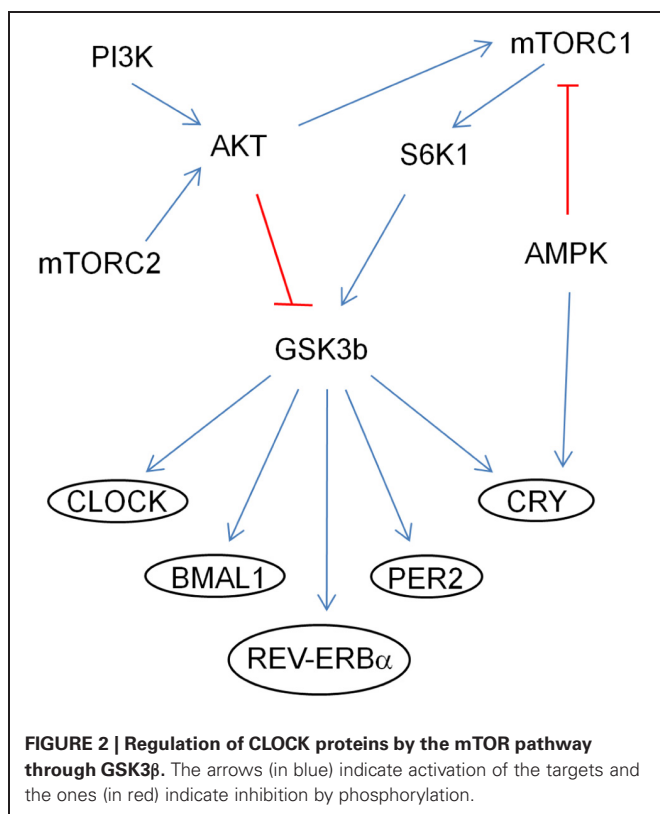 PI3K
mTORC1
AKT
S6K1
mTORC2
AMPK
GSK3b
CLOCK
CRY
BMAL1
PER2
REV-ERBα
FIGURE 2 | Regulation of CLOCK proteins by the mTOR pathway
through GSK3β. The arrows (in blue) indicate activation of the targets and
the ones (in red) indicate inhibition by phosphorylation.